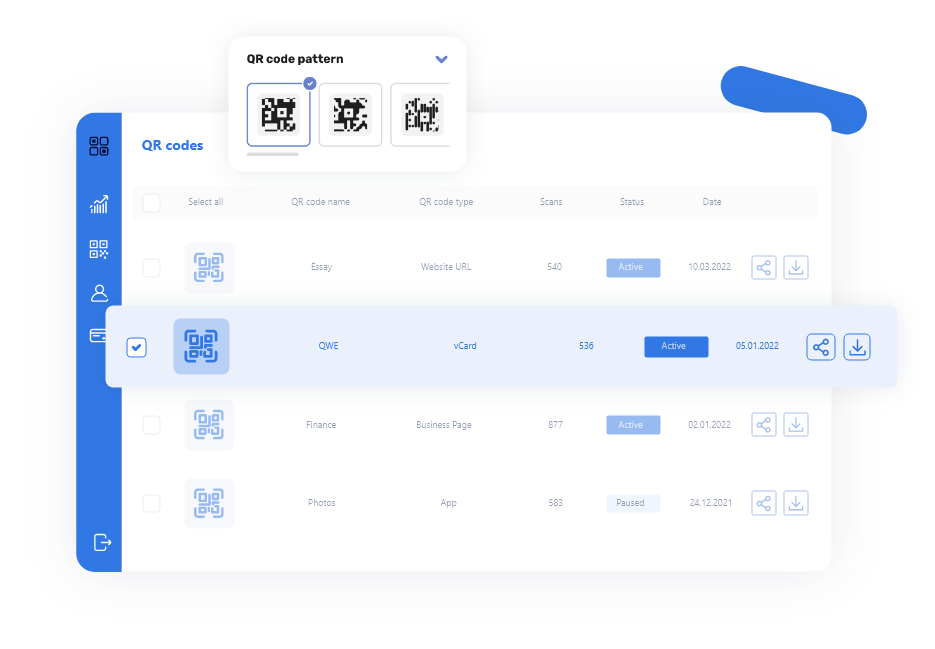 QR code pattern
QR codes
Select all QR code name QR code type Scans Status Date
Essay Website URL 540 Active 10.03.2022
QWE vCard 536 Active 05.01.2022
Finance Business Page 877 Active 02.01.2022
Photos App 583 Paused 24.12.2021